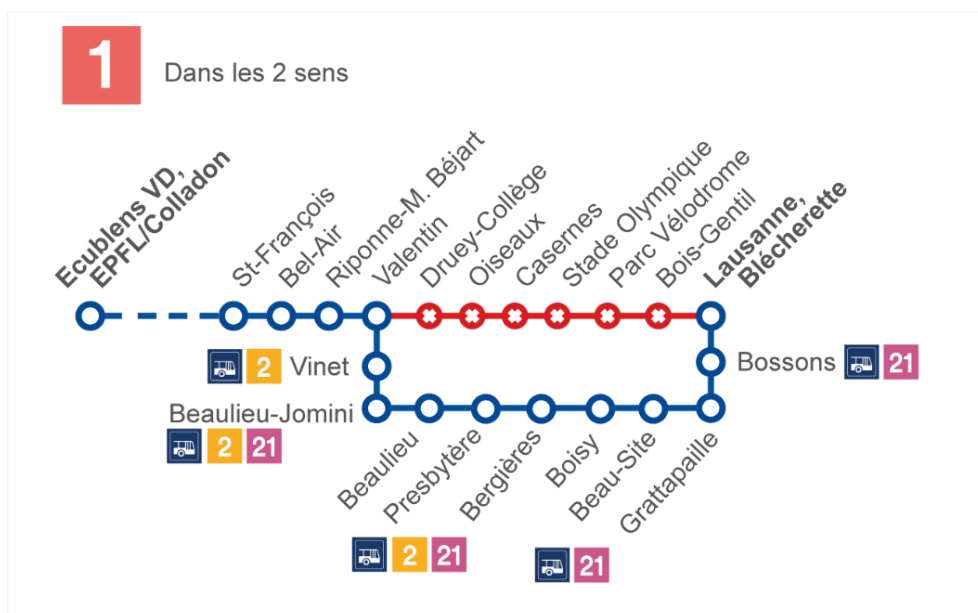 1
Dans les 2 sens
Ecublens VD,
EPFL/Colladon
St-François
Bel-Air
Riponne-M. Béjart
Valentin
Druey-Collège
Oiseaux
Casernes
Stade Olympique
Parc Vélodrome
Bois-Gentil
Lausanne,
Blécherette
2 Vinet
Bossons 21
Beaulieu-Jomini
2 21
Beaulieu
Presbytère
Bergières
Boisy
Beau-Site
Grattapaille
2 21
21